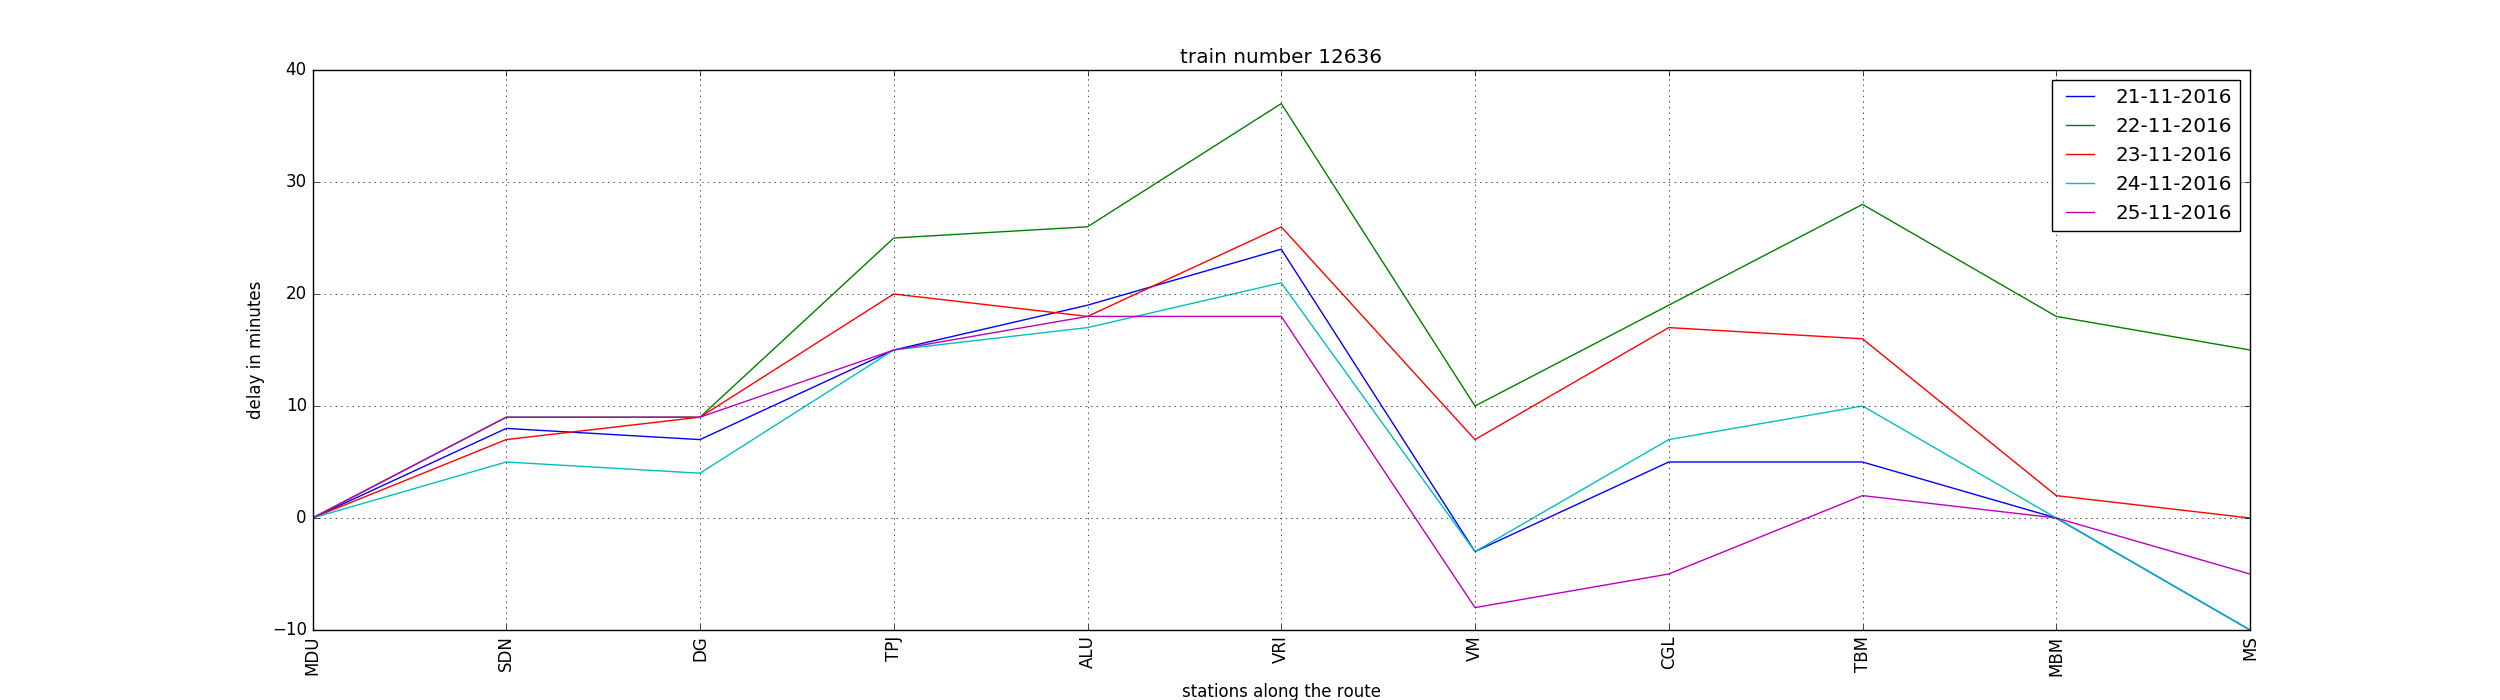 train number 12636
40
30
20
10
0
−10
delay in minutes
21-11-2016
22-11-2016
23-11-2016
24-11-2016
25-11-2016
MDU
SDN
DG
TPJ
ALU
VRI
VM
CGL
TBM
MBM
MS
stations along the route